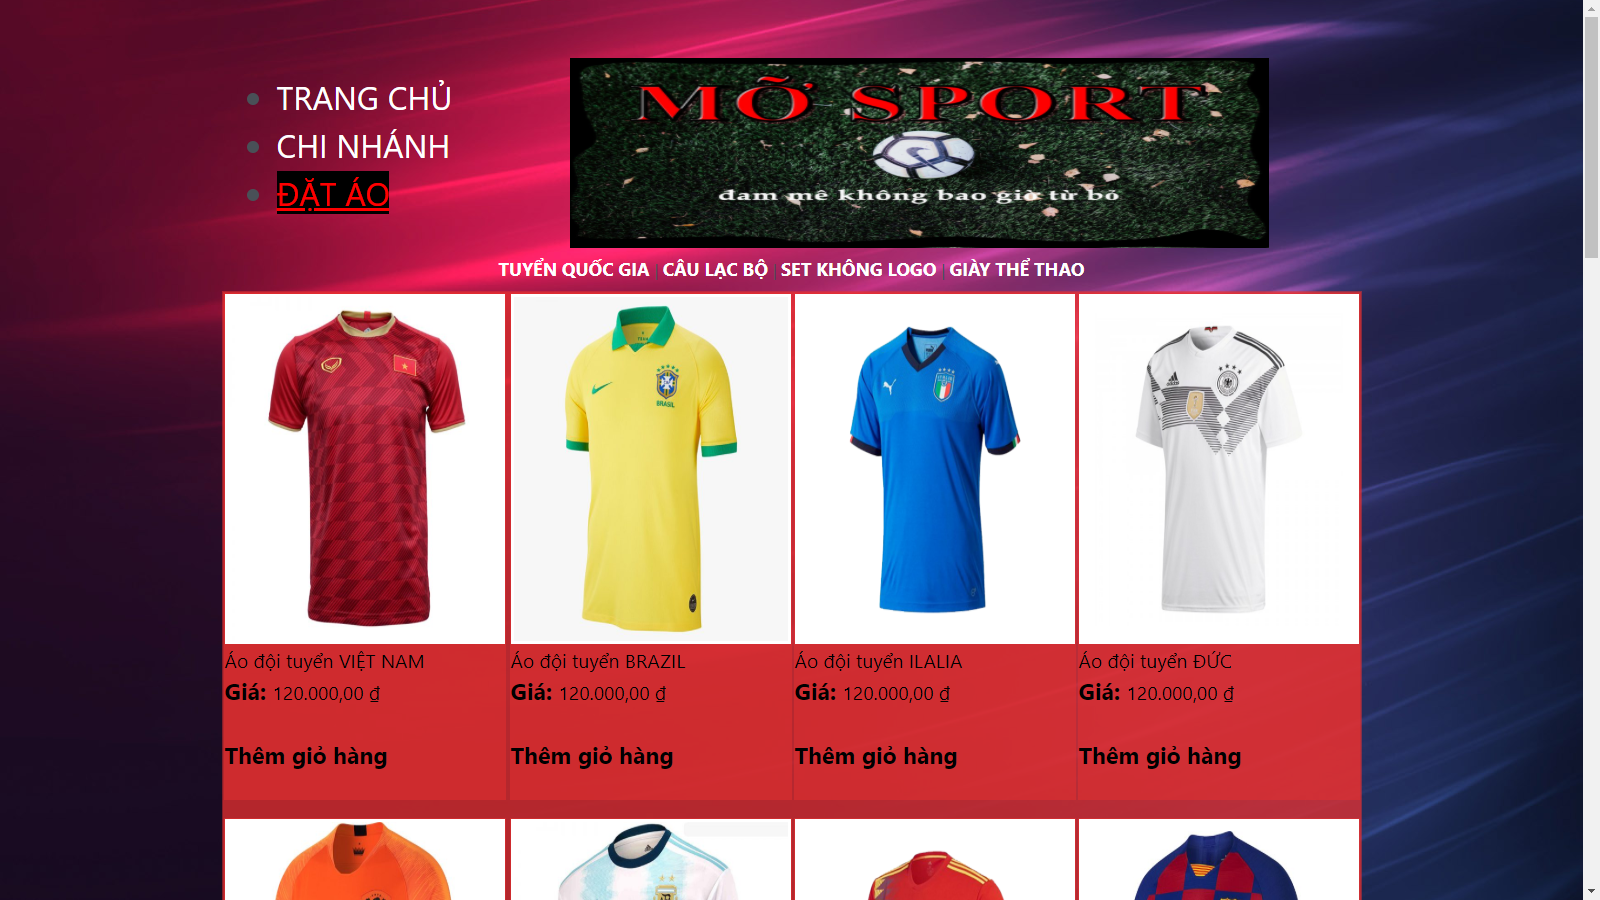 TRANG CHỦ
CHI NHÁNH
ĐẶT ÁO
MỠ SPORT
đam mê không bao giờ từ bỏ
TUYỂN QUỐC GIA | CÂU LẠC BỘ | SET KHÔNG LOGO | GIÀY THỂ THAO
BRASIL
ITALIA
adidas
Áo đội tuyển VIỆT NAM
Giá: 120.000,00 ₫
Thêm giỏ hàng
Áo đội tuyển BRAZIL
Giá: 120.000,00 ₫
Thêm giỏ hàng
Áo đội tuyển ILALIA
Giá: 120.000,00 ₫
Thêm giỏ hàng
Áo đội tuyển ĐỨC
Giá: 120.000,00 ₫
Thêm giỏ hàng